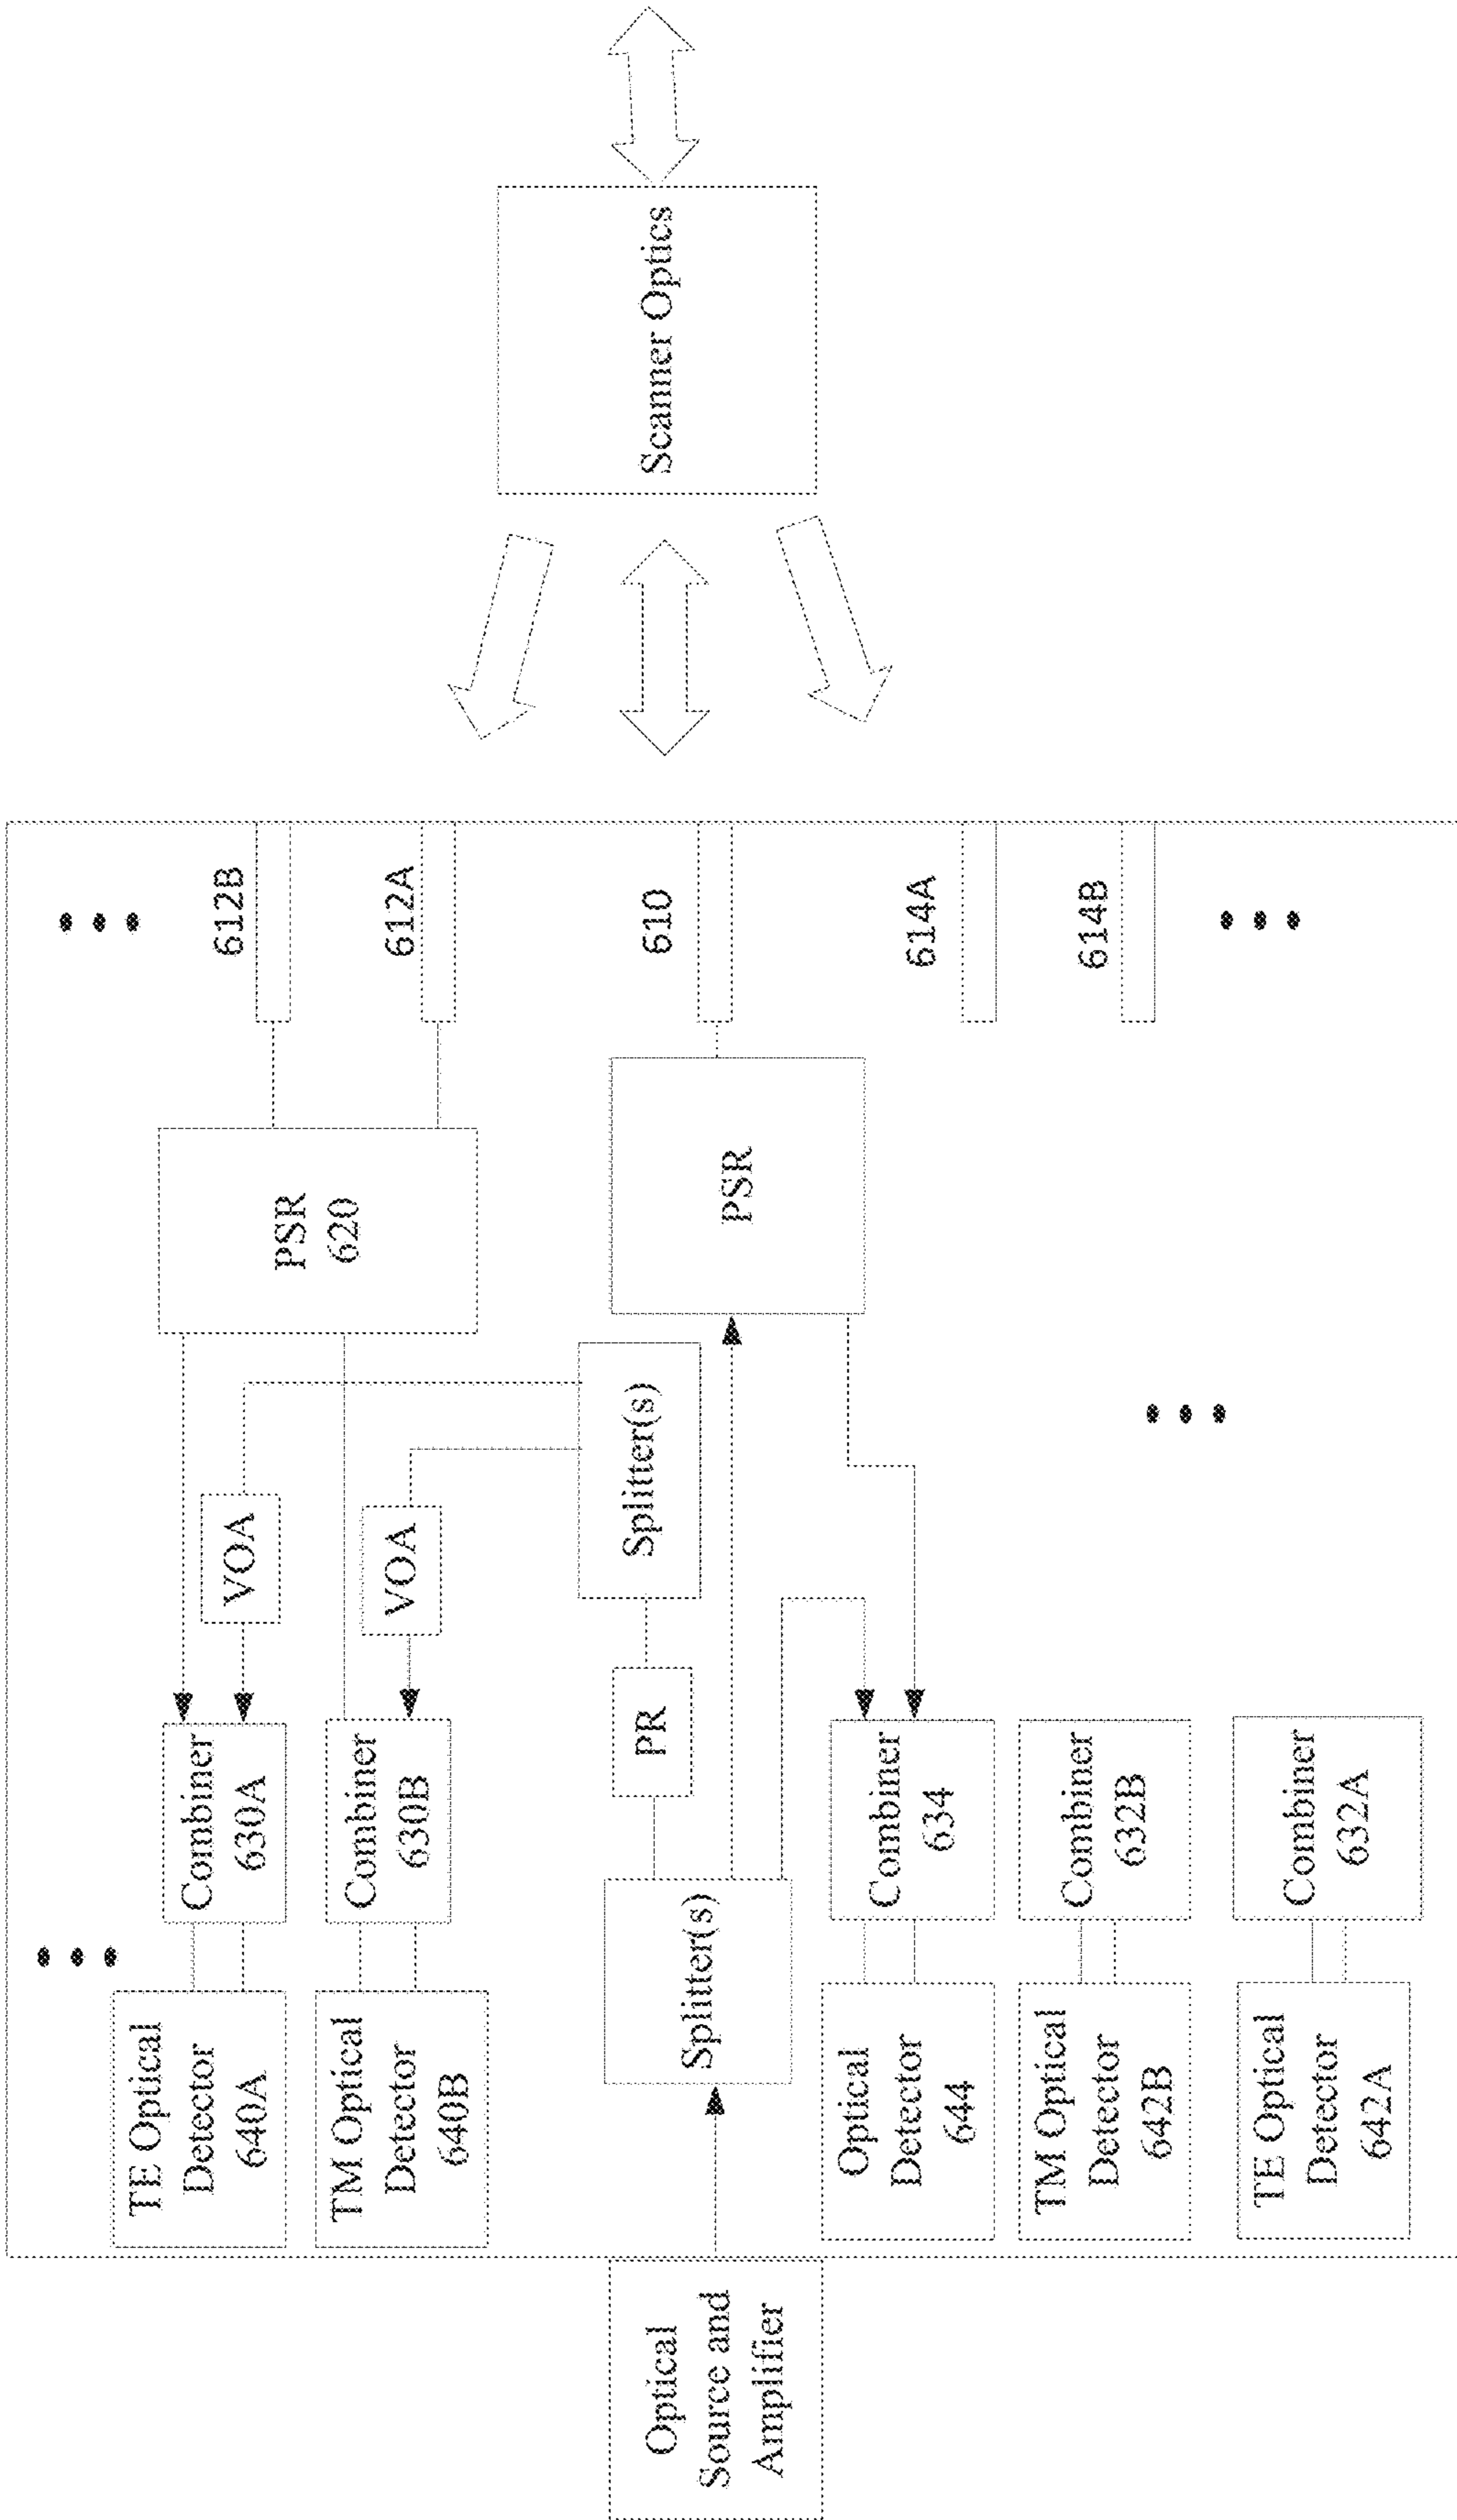 Scanner Optics
612B
612A
610
614A
614B
PSR
620
PSR
Splitter(s)
VOA
VOA
PR
Combiner
630A
Combiner
630B
Splitter(s)
Combiner
634
Combiner
632B
Combiner
632A
TE Optical
Detector
640A
TM Optical
Detector
640B
Optical
Detector
644
TM Optical
Detector
642B
TE Optical
Detector
642A
Optical
Source and
Amplifier